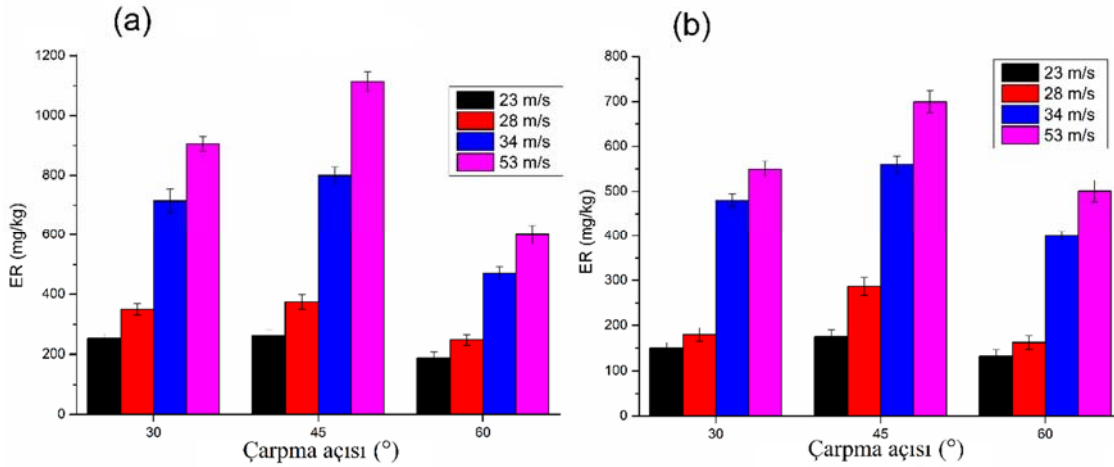 (a)
ER (mg/kg)
1200
1000
800
600
400
200
0
23 m/s
28 m/s
34 m/s
53 m/s
30
45
60
Çarpma açısı (°)
(b)
ER (mg/kg)
800
700
600
500
400
300
200
100
0
23 m/s
28 m/s
34 m/s
53 m/s
30
45
60
Çarpma açısı (°)